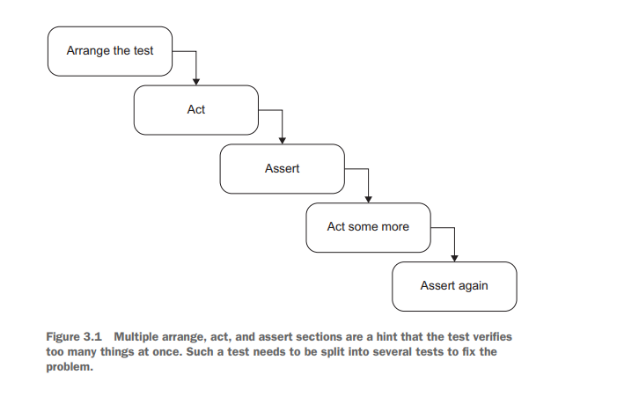 Arrange the test
Act
Assert
Act some more
Assert again
Figure 3.1 Multiple arrange, act, and assert sections are a hint that the test verifies
too many things at once. Such a test needs to be split into several tests to fix the
problem.